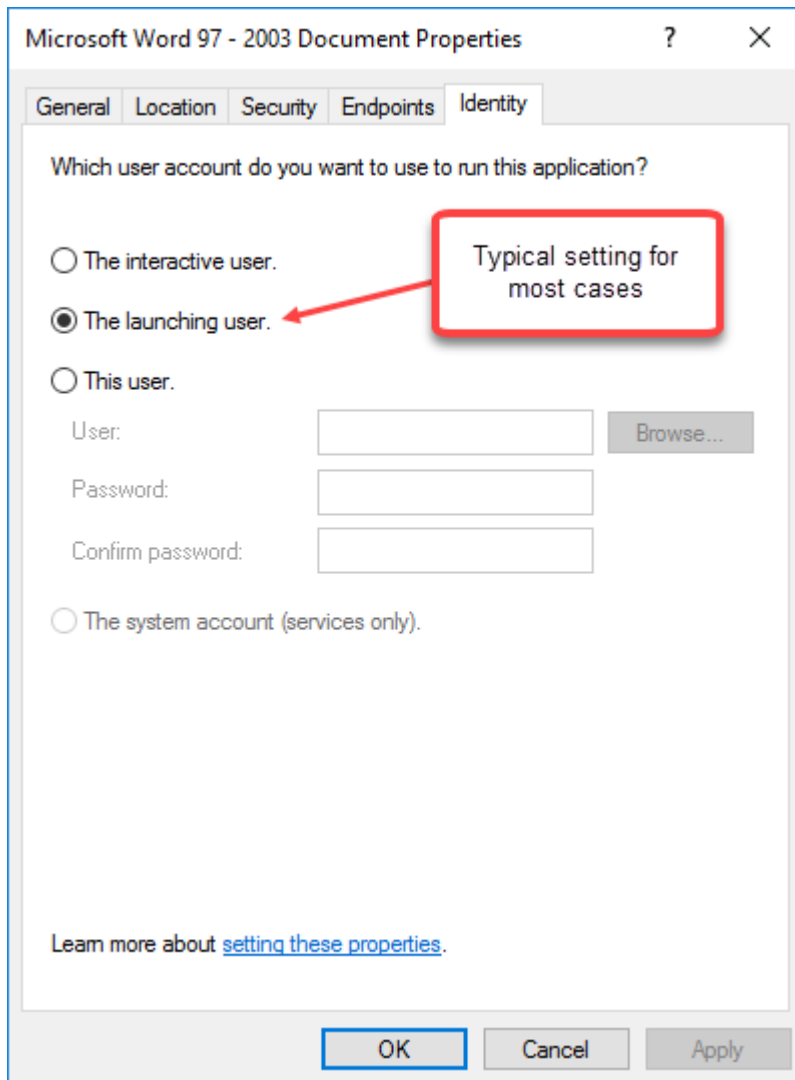 Microsoft Word 97 - 2003 Document Properties ?
General Location Security Endpoints Identity
Which user account do you want to use to run this application?
The interactive user.
Typical setting for
most cases
The launching user.
This user.
User:
Browse...
Password:
Confirm password:
The system account (services only).
Learn more about setting these properties.
OK Cancel Apply